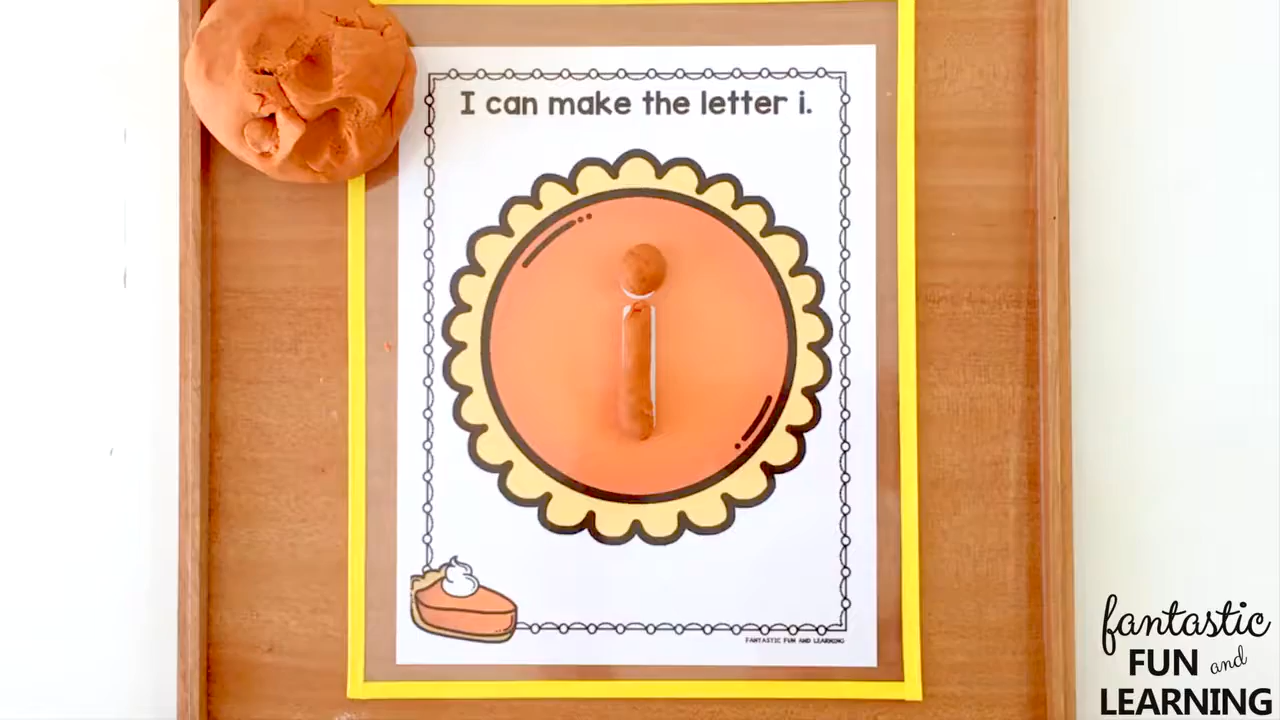 I can make the letter i.
FANTASTIC FUN AND LEARNING
fantastic
FUN and
LEARNING